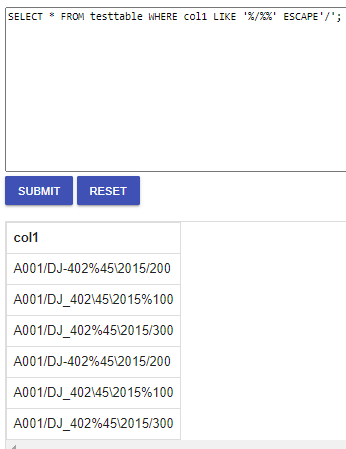 SELECT * FROM testtable WHERE col1 LIKE '%/%%' ESCAPE'/';
SUBMIT RESET
col1
A001/DJ-402%45\2015/200
A001/DJ_402\45\2015%100
A001/DJ_402%45\2015/300
A001/DJ-402%45\2015/200
A001/DJ_402\45\2015%100
A001/DJ_402%45\2015/300